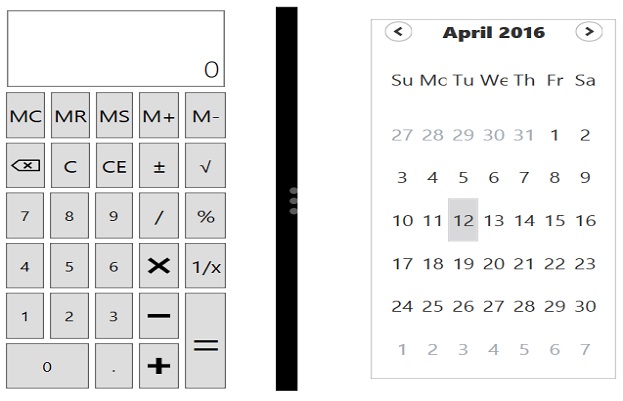 0
MC MR MS M+ M-
C CE ± √
7 8 9 / %
4 5 6 × 1/x
1 2 3 −
0 . + =
< April 2016 >
Su Mc Tu We Th Fr Sa
27 28 29 30 31 1 2
3 4 5 6 7 8 9
10 11 12 13 14 15 16
17 18 19 20 21 22 23
24 25 26 27 28 29 30
1 2 3 4 5 6 7